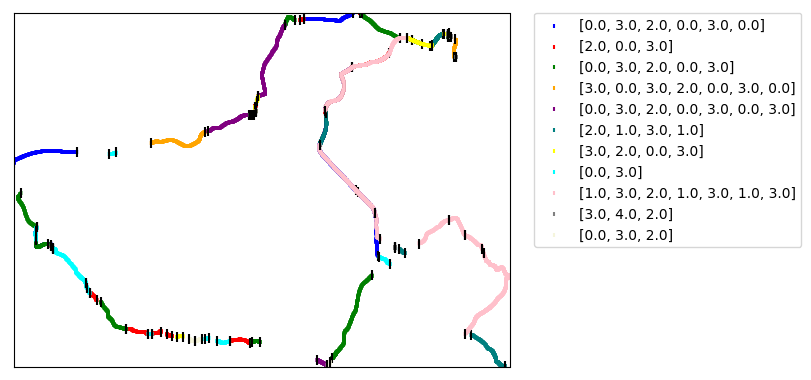 [0.0, 3.0, 2.0, 0.0, 3.0, 0.0]
[2.0, 0.0, 3.0]
[0.0, 3.0, 2.0, 0.0, 3.0]
[3.0, 0.0, 3.0, 2.0, 0.0, 3.0, 0.0]
[0.0, 3.0, 2.0, 0.0, 3.0, 0.0, 3.0]
[2.0, 1.0, 3.0, 1.0]
[3.0, 2.0, 0.0, 3.0]
[0.0, 3.0]
[1.0, 3.0, 2.0, 1.0, 3.0, 1.0, 3.0]
[3.0, 4.0, 2.0]
[0.0, 3.0, 2.0]